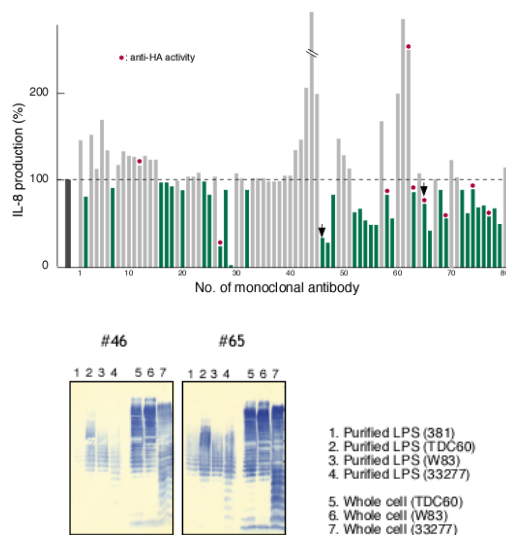 • : anti-HA activity
200
100
0
IL-8 production (%)
1 10 20 30 40 50 60 70 80
No. of monoclonal antibody
#46 #65
1 2 3 4 5 6 7 1 2 3 4 5 6 7
1. Purified LPS (381)
2. Purified LPS (TDC60)
3. Purified LPS (W83)
4. Purified LPS (33277)
5. Whole cell (TDC60)
6. Whole cell (W83)
7. Whole cell (33277)